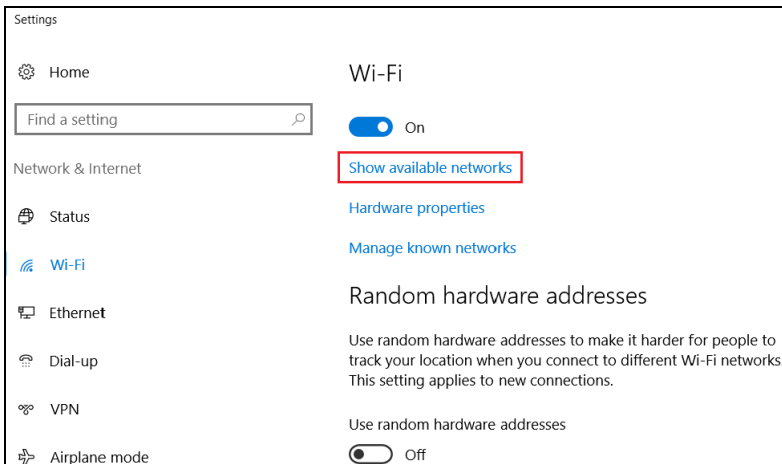 Settings
Home
Find a setting
Network & Internet
Status
Wi-Fi
Ethernet
Dial-up
VPN
Airplane mode
Wi-Fi
On
Show available networks
Hardware properties
Manage known networks
Random hardware addresses
Use random hardware addresses to make it harder for people to
track your location when you connect to different Wi-Fi networks.
This setting applies to new connections.
Use random hardware addresses
Off